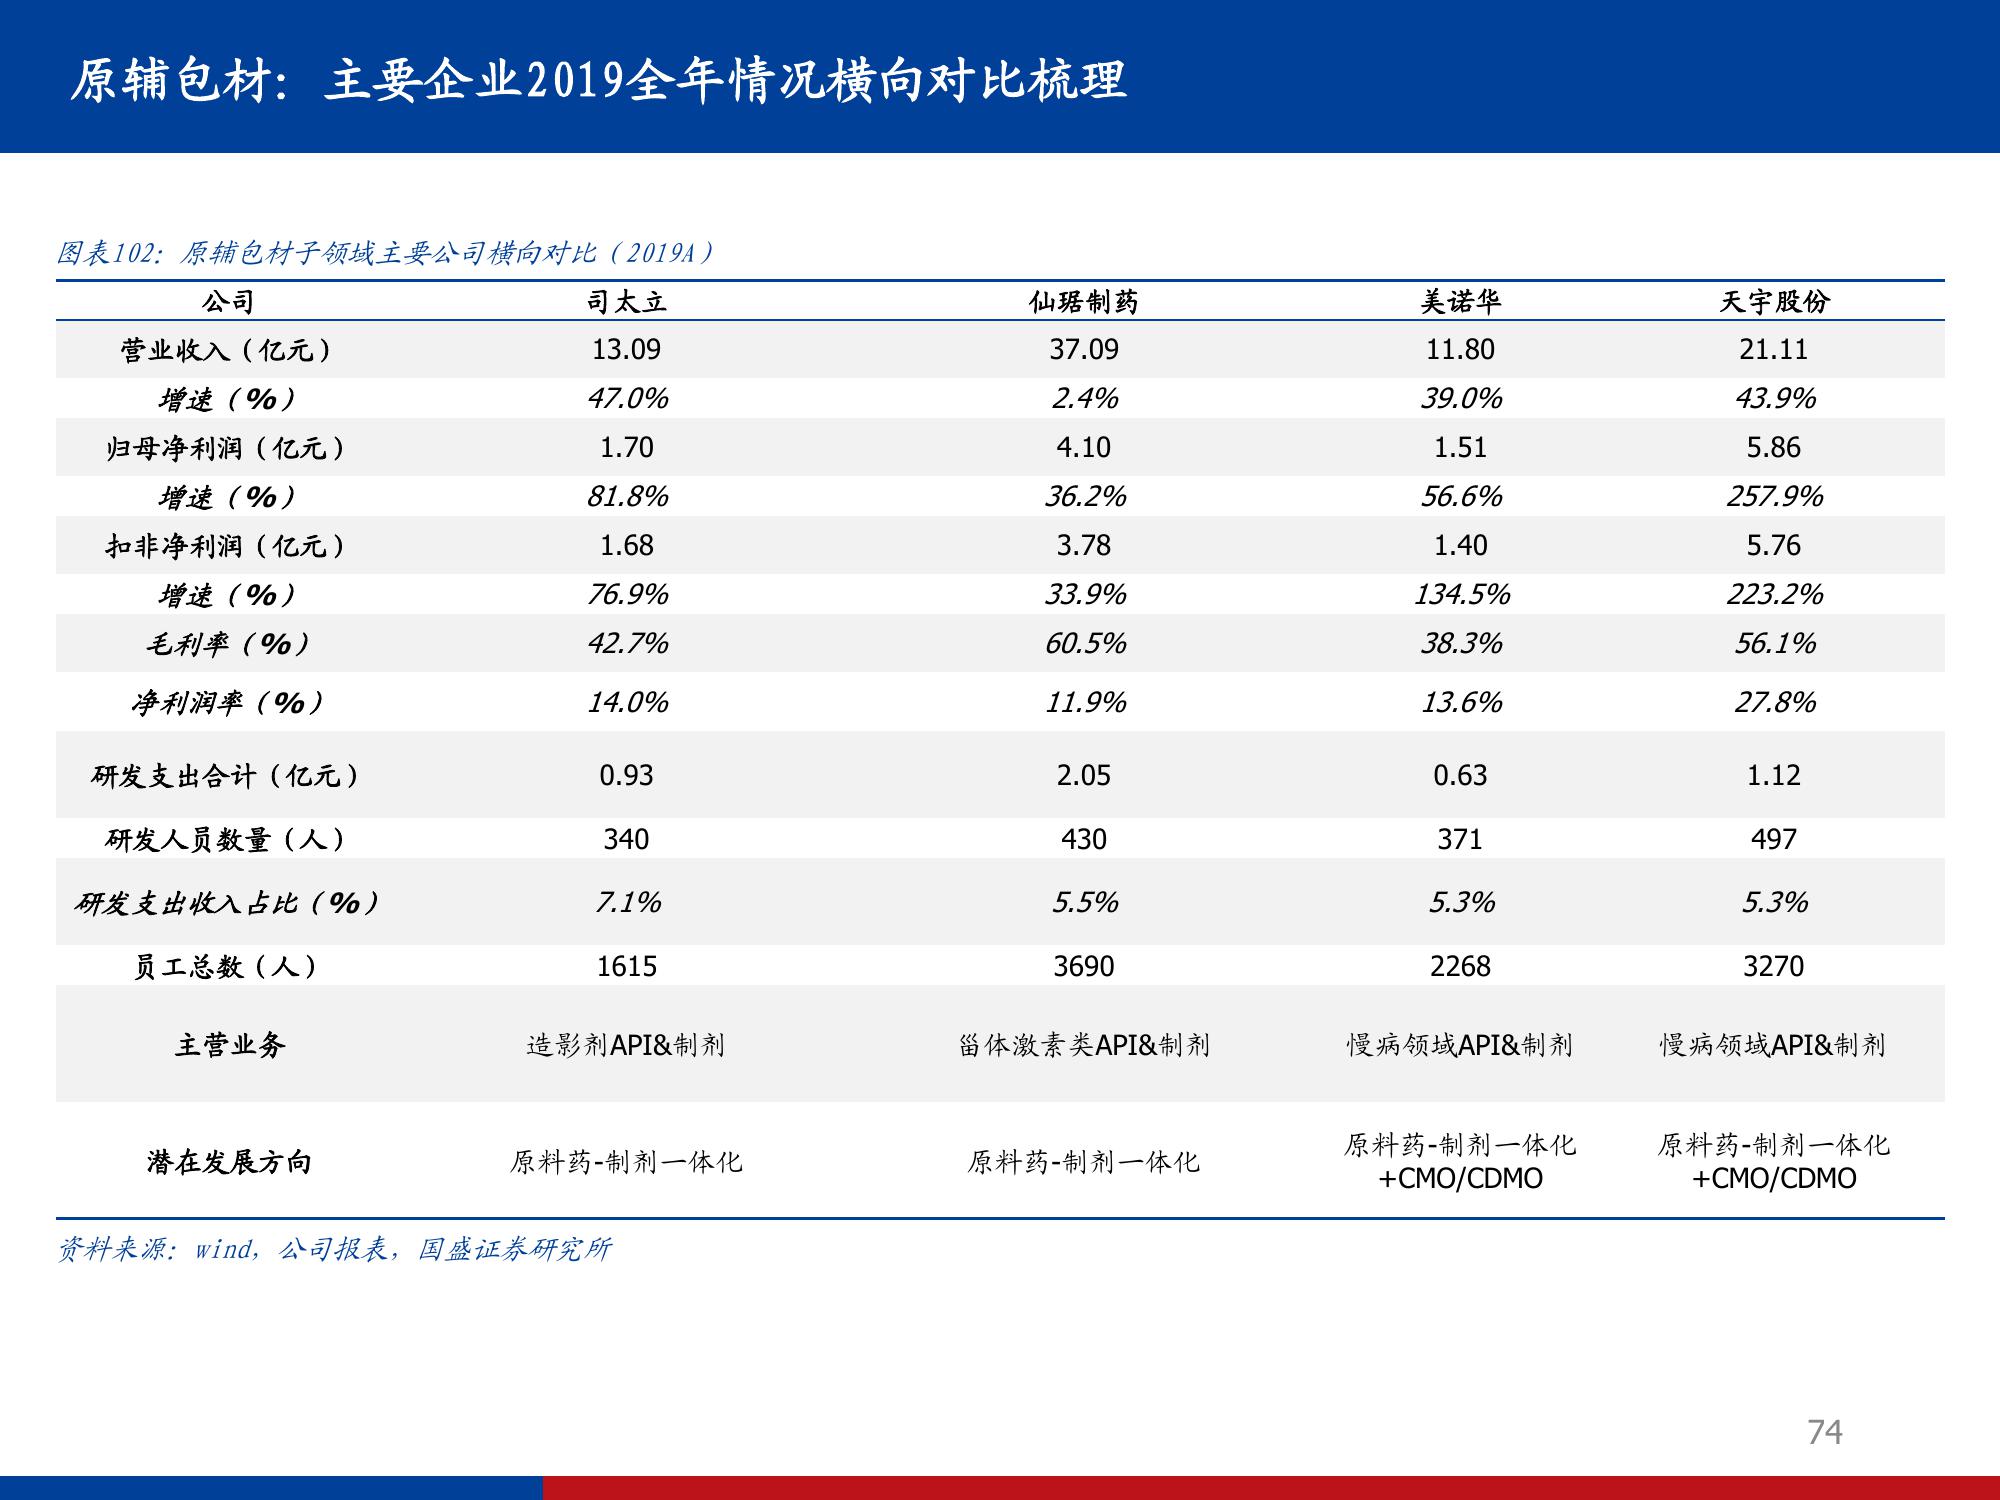 原辅包材：主要企业2019全年情况横向对比梳理
图表102：原辅包材子领域主要公司横向对比（2019A）
公司 司太立 仙琚制药 美诺华 天宇股份
营业收入（亿元） 13.09 37.09 11.80 21.11
增速（%） 47.0% 2.4% 39.0% 43.9%
归母净利润（亿元） 1.70 4.10 1.51 5.86
增速（%） 81.8% 36.2% 56.6% 257.9%
扣非净利润（亿元） 1.68 3.78 1.40 5.76
增速（%） 76.9% 33.9% 134.5% 223.2%
毛利率（%） 42.7% 60.5% 38.3% 56.1%
净利润率（%） 14.0% 11.9% 13.6% 27.8%
研发支出合计（亿元） 0.93 2.05 0.63 1.12
研发人员数量（人） 340 430 371 497
研发支出收入占比（%） 7.1% 5.5% 5.3% 5.3%
员工总数（人） 1615 3690 2268 3270
主营业务 造影剂API&制剂 甾体激素类API&制剂 慢病领域API&制剂 慢病领域API&制剂
潜在发展方向 原料药-制剂一体化 原料药-制剂一体化 原料药-制剂一体化 原料药-制剂一体化
+CMO/CDMO +CMO/CDMO
资料来源：wind，公司报表，国盛证券研究所
74